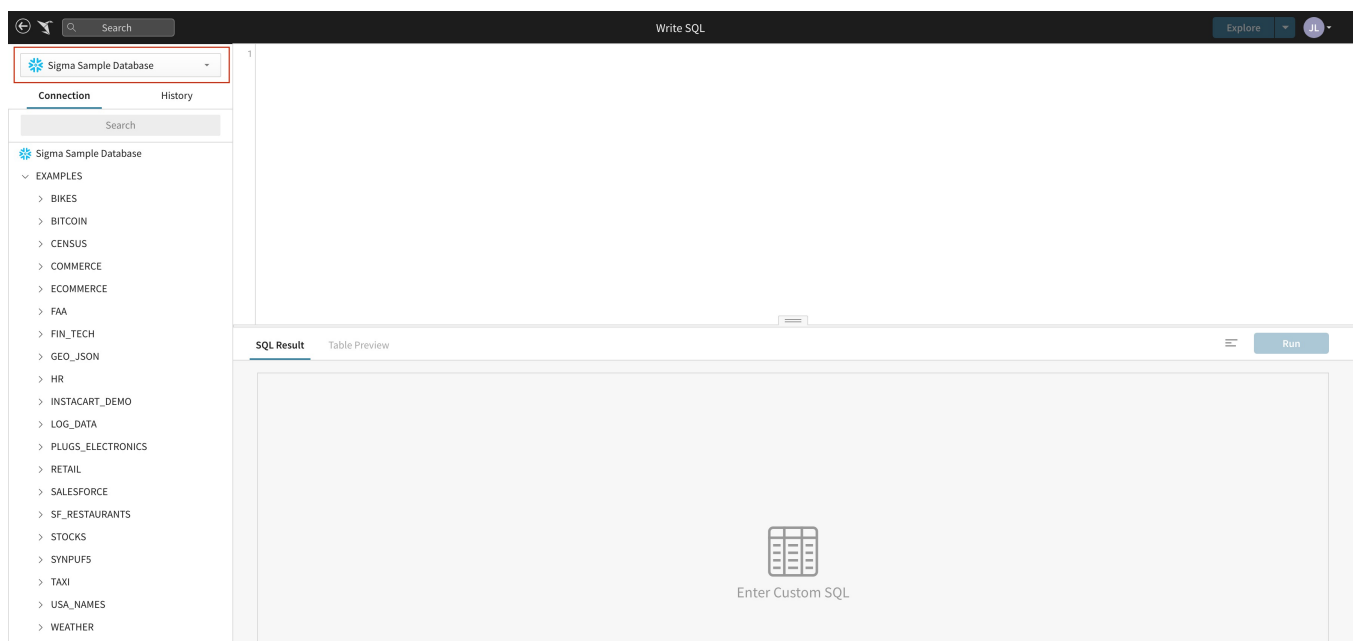 Search
Write SQL
Explore
JL
Sigma Sample Database
1
Connection
History
Search
Sigma Sample Database
EXAMPLES
BIKES
BITCOIN
CENSUS
COMMERCE
ECOMMERCE
FAA
FIN_TECH
GEO_JSON
HR
INSTACART_DEMO
LOG_DATA
PLUGS_ELECTRONICS
RETAIL
SALESFORCE
SF_RESTAURANTS
STOCKS
SYNPUF5
TAXI
USA_NAMES
WEATHER
SQL Result
Table Preview
Run
Enter Custom SQL